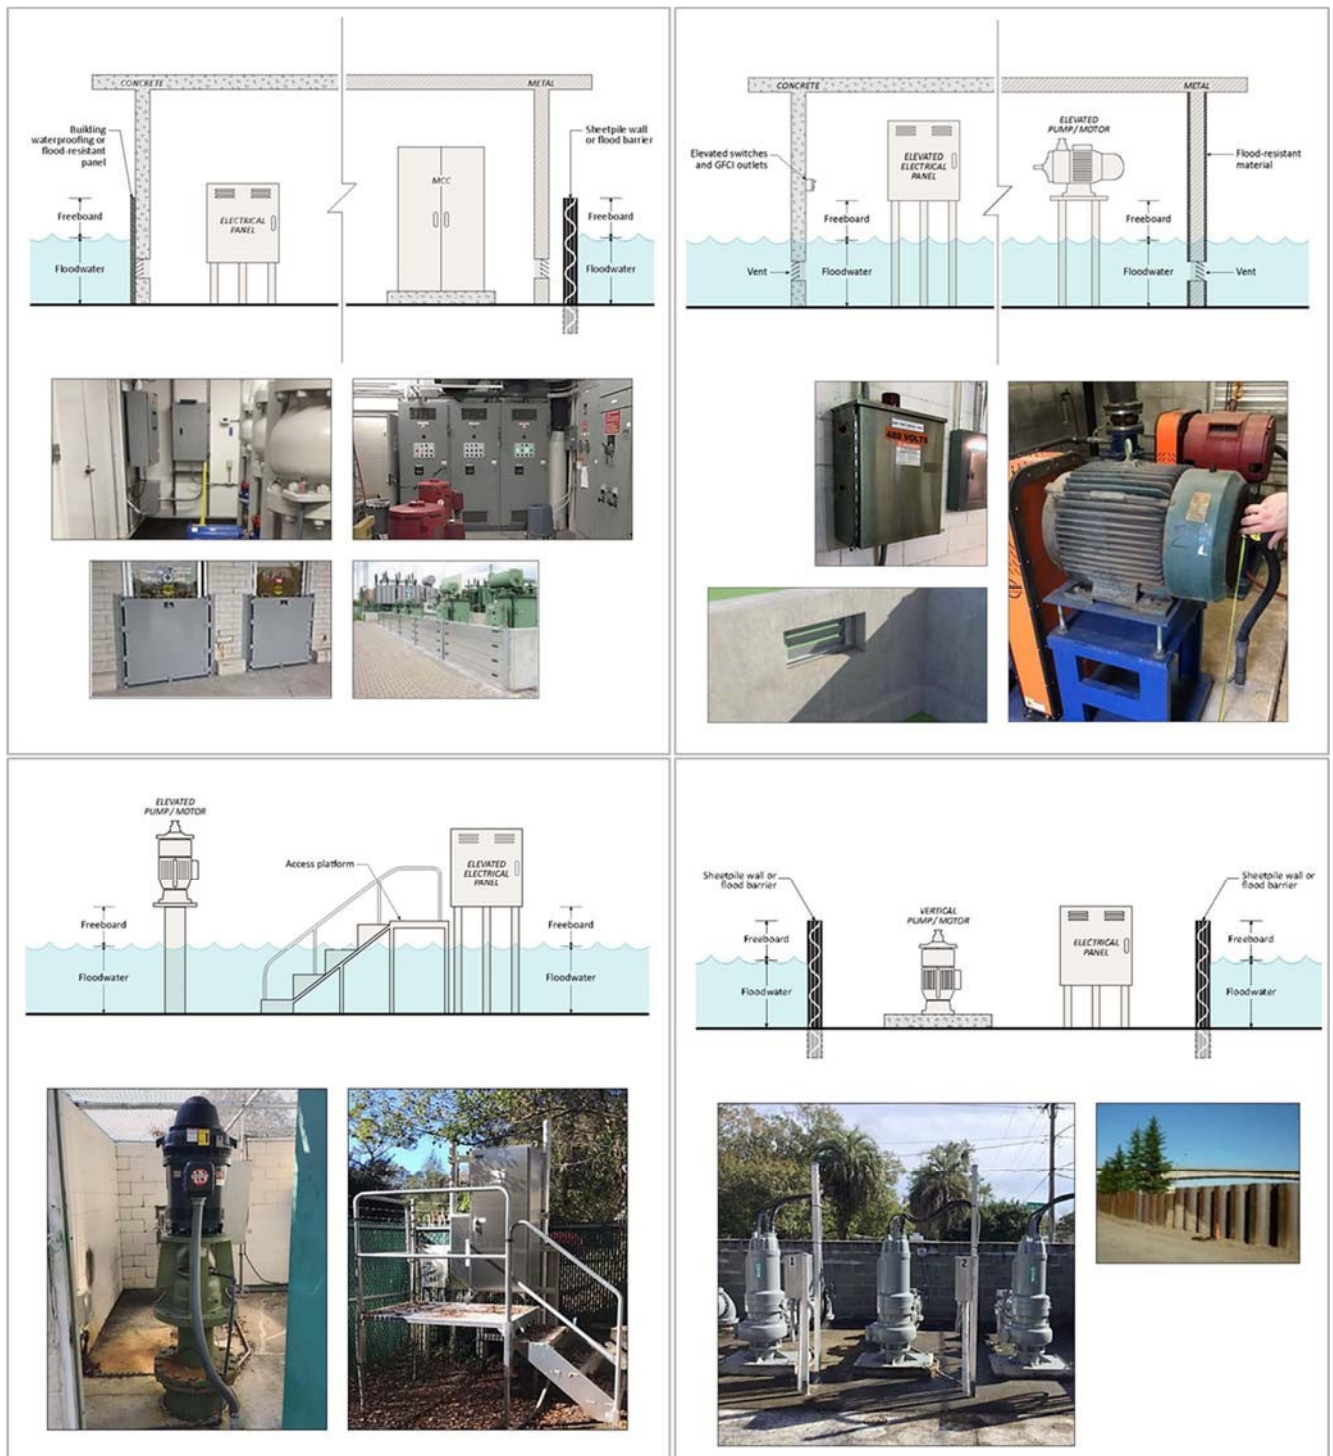 CONCRETE
METAL
Building
waterproofing or
flood-resistant
panel
Sheetpile wall
or flood barrier
MCC
ELECTRICAL
PANEL
Freeboard
Freeboard
Floodwater
Floodwater
CONCRETE
METAL
ELEVATED
PUMP/MOTOR
Elevated switches
and GFCI outlets
ELEVATED
ELECTRICAL
PANEL
Flood-resistant
material
Freeboard
Freeboard
Vent
Floodwater
Floodwater
Vent
480 VOLTS
ELEVATED
PUMP/MOTOR
Access platform
ELEVATED
ELECTRICAL
PANEL
Freeboard
Freeboard
Floodwater
Floodwater
Sheetpile wall or
flood barrier
Sheetpile wall or
flood barrier
VERTICAL
PUMP/MOTOR
ELECTRICAL
PANEL
Freeboard
Freeboard
Floodwater
Floodwater
1
2